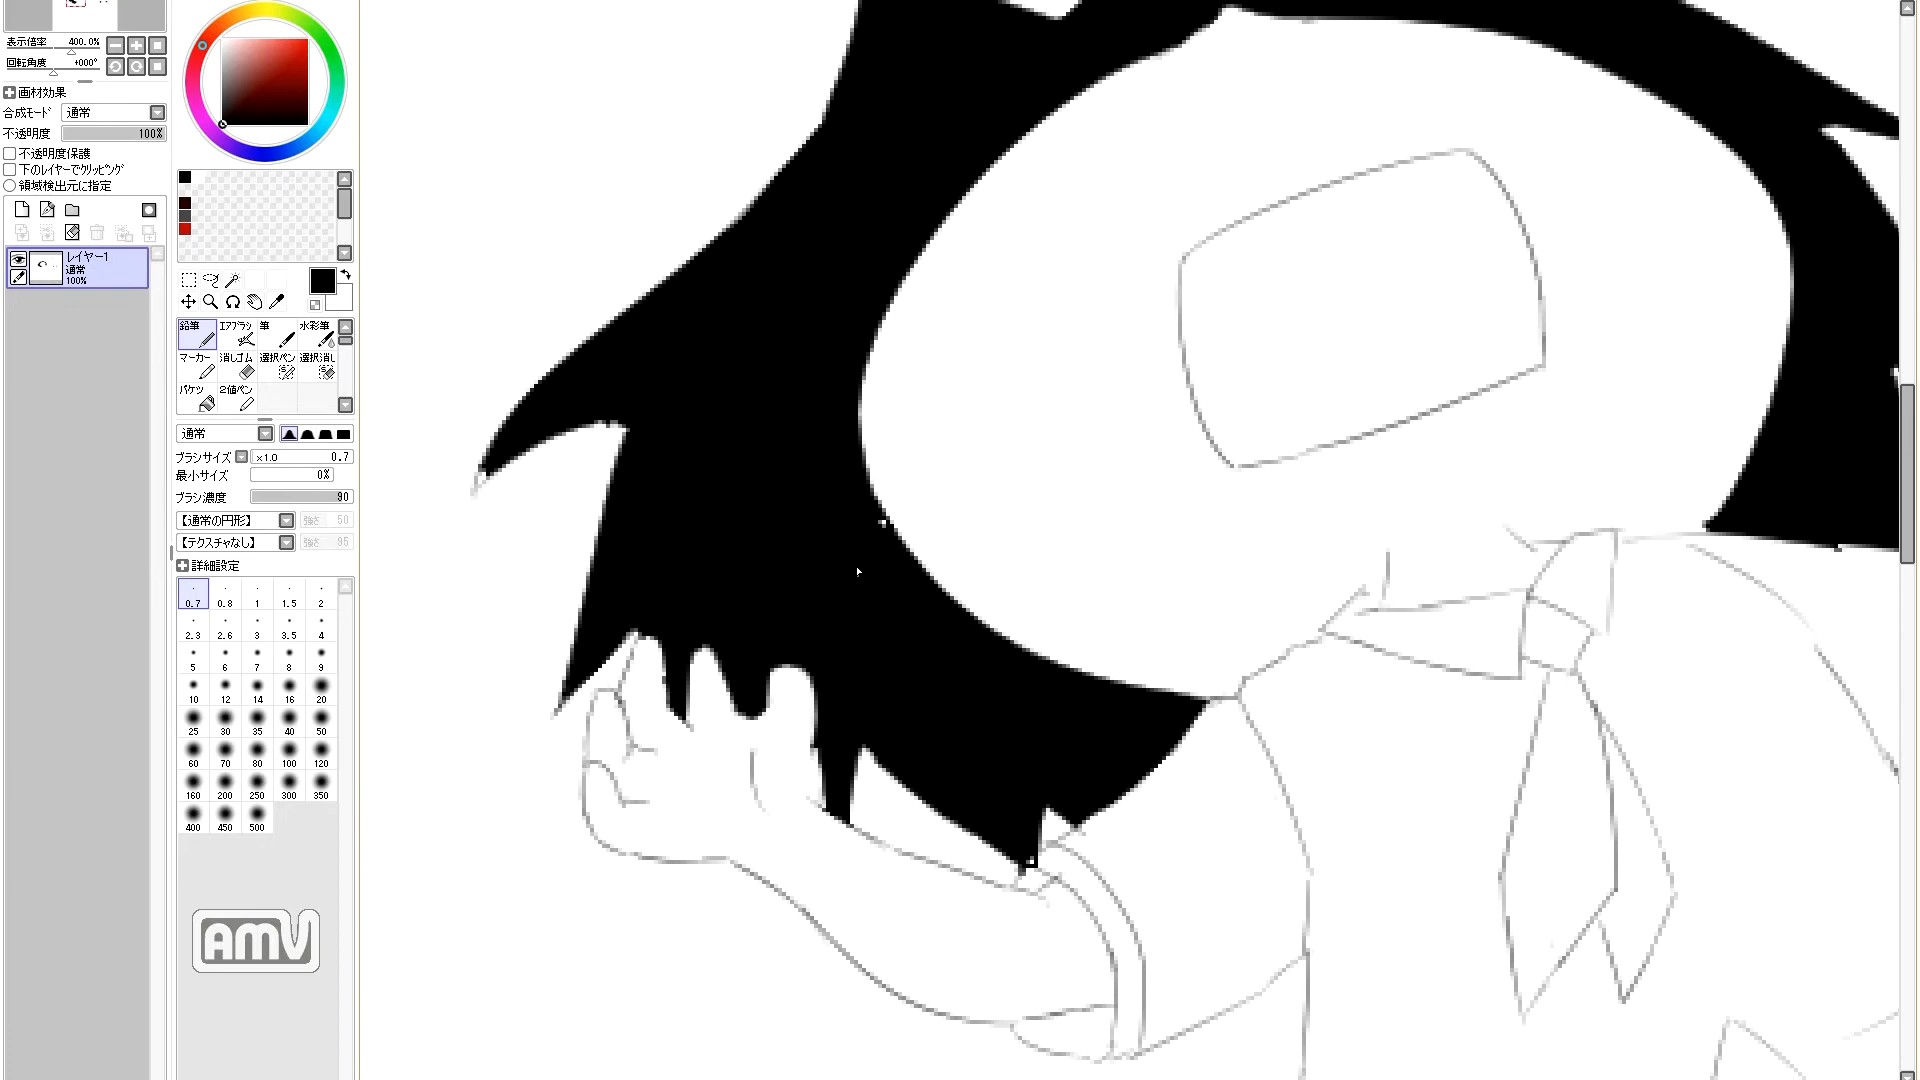 表示倍率 400.0%
回転角度 +000°
画材効果
合成モード 通常
不透明度 100%
不透明度保護
下のレイヤーでクリッピング
領域検出元に指定
レイヤー1
通常
100%
鉛筆 エアブラシ 筆 水彩筆
マーカー 消しゴム 選択ペン 選択消し
バケツ 2値ペン
通常
ブラシサイズ ×1.0 0.7
最小サイズ 0%
ブラシ濃度 90
【通常の円形】 強さ 50
【テクスチャなし】 強さ 95
詳細設定
0.7 0.8 1 1.5 2
2.3 2.6 3 3.5 4
5 6 7 8 9
10 12 14 16 20
25 30 35 40 50
60 70 80 100 120
160 200 250 300 350
400 450 500
AMV